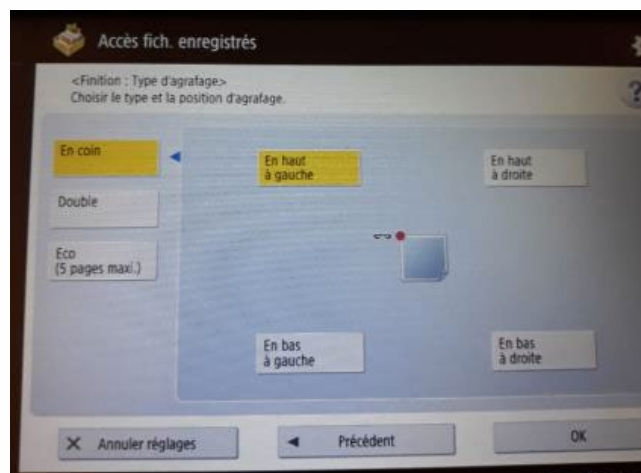 Accès fich. enregistrés
<Finition : Type d'agrafage>
Choisir le type et la position d'agrafage.
?
En coin
En haut
à gauche
En haut
à droite
Double
Eco
(5 pages maxi.)
En bas
à gauche
En bas
à droite
Annuler réglages
Précédent
OK